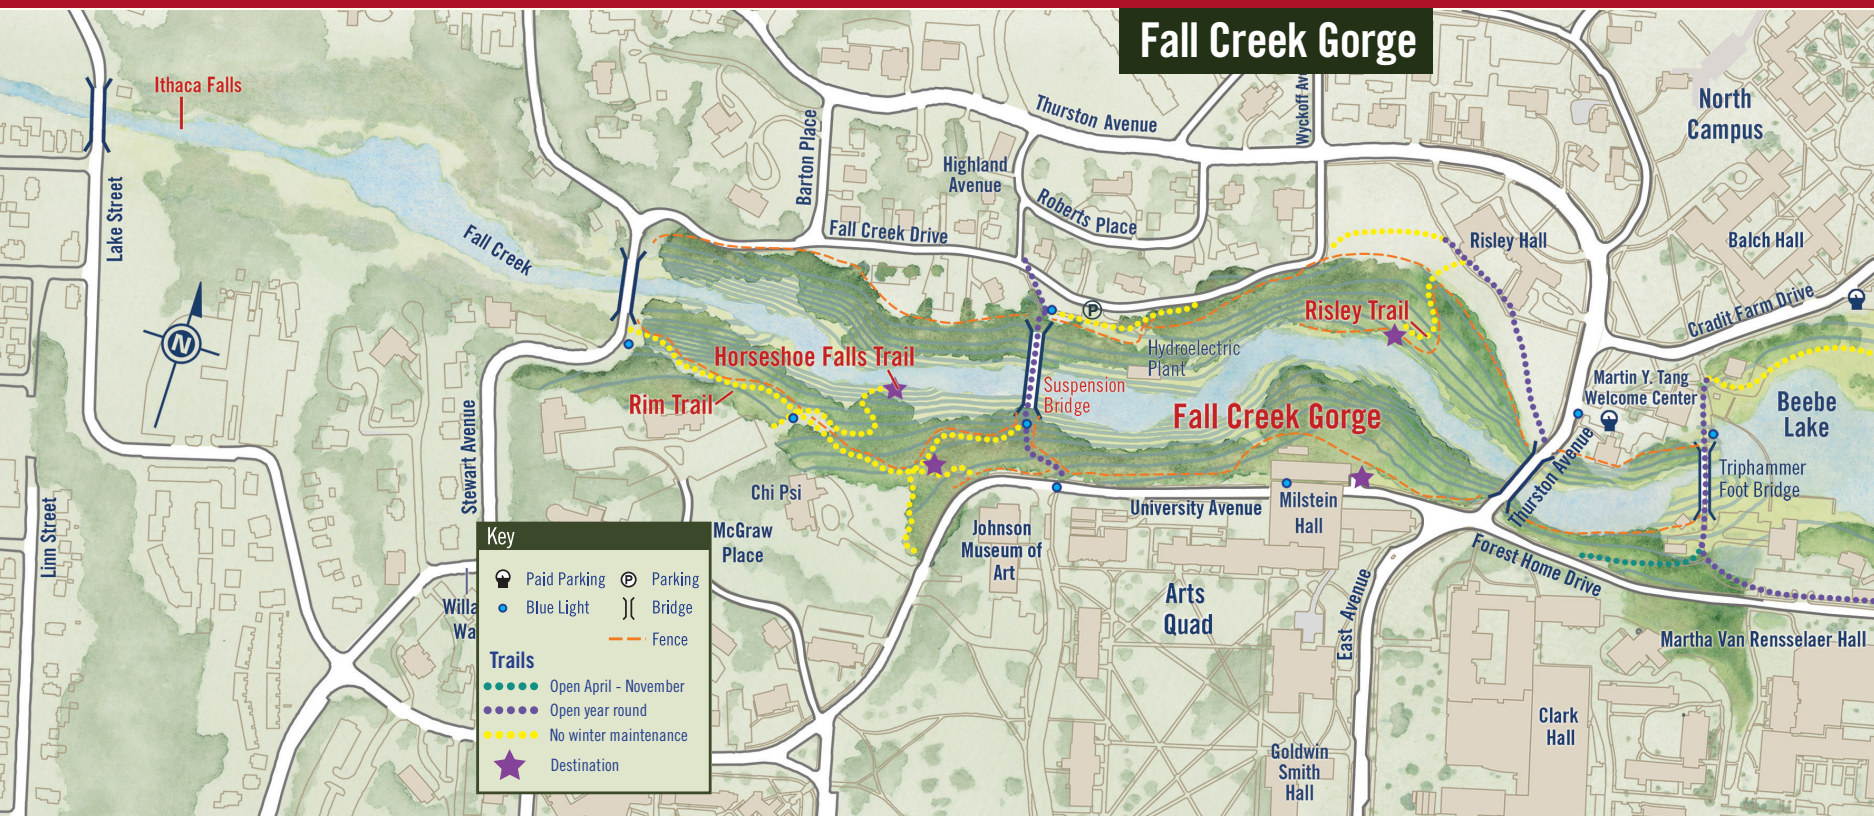 Fall Creek Gorge
Ithaca Falls
Lake Street
Fall Creek
Barton Place
Thurston Avenue
Wyckoff Av
North
Campus
Highland
Avenue
Roberts Place
Fall Creek Drive
Risley Hall
Balch Hall
Cradit Farm Drive
P
N
Risley Trail
Horseshoe Falls Trail
Hydroelectric
Plant
Rim Trail
Suspension
Bridge
Fall Creek Gorge
Martin Y. Tang
Welcome Center
Beebe
Lake
Stewart Avenue
Thurston Avenue
Triphammer
Foot Bridge
Linn Street
Chi Psi
University Avenue
Milstein
Hall
McGraw
Place
Johnson
Museum of
Art
Forest Home Drive
Arts
Quad
East Avenue
Martha Van Rensselaer Hall
Willa
Wa
Clark
Hall
Goldwin
Smith
Hall
Key
Paid Parking
P Parking
Blue Light
Bridge
Fence
Trails
Open April - November
Open year round
No winter maintenance
Destination